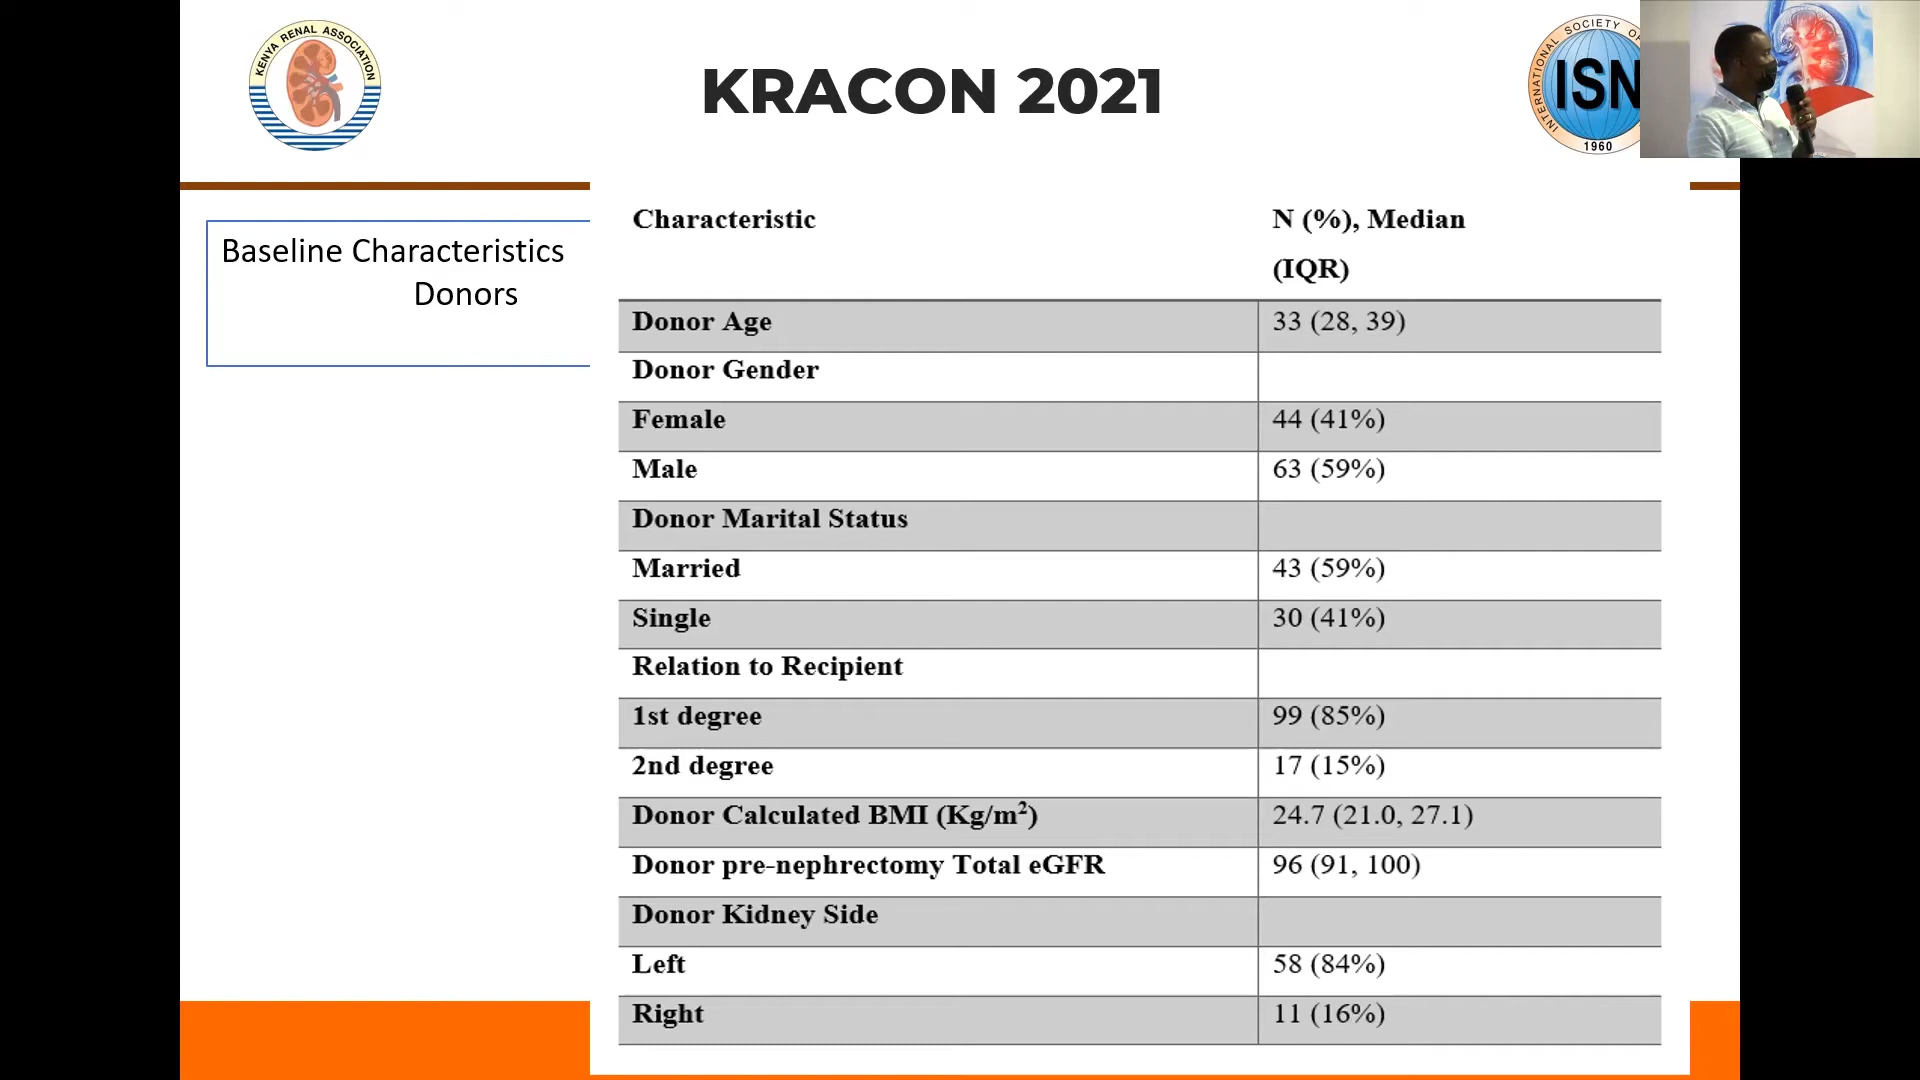 KENYA RENAL ASSOCIATION
KRACON 2021
INTERNATIONAL SOCIETY OF
ISN
1960
Baseline Characteristics
Donors
Characteristic N (%), Median
(IQR)
Donor Age 33 (28, 39)
Donor Gender
Female 44 (41%)
Male 63 (59%)
Donor Marital Status
Married 43 (59%)
Single 30 (41%)
Relation to Recipient
1st degree 99 (85%)
2nd degree 17 (15%)
Donor Calculated BMI (Kg/m²) 24.7 (21.0, 27.1)
Donor pre-nephrectomy Total eGFR 96 (91, 100)
Donor Kidney Side
Left 58 (84%)
Right 11 (16%)